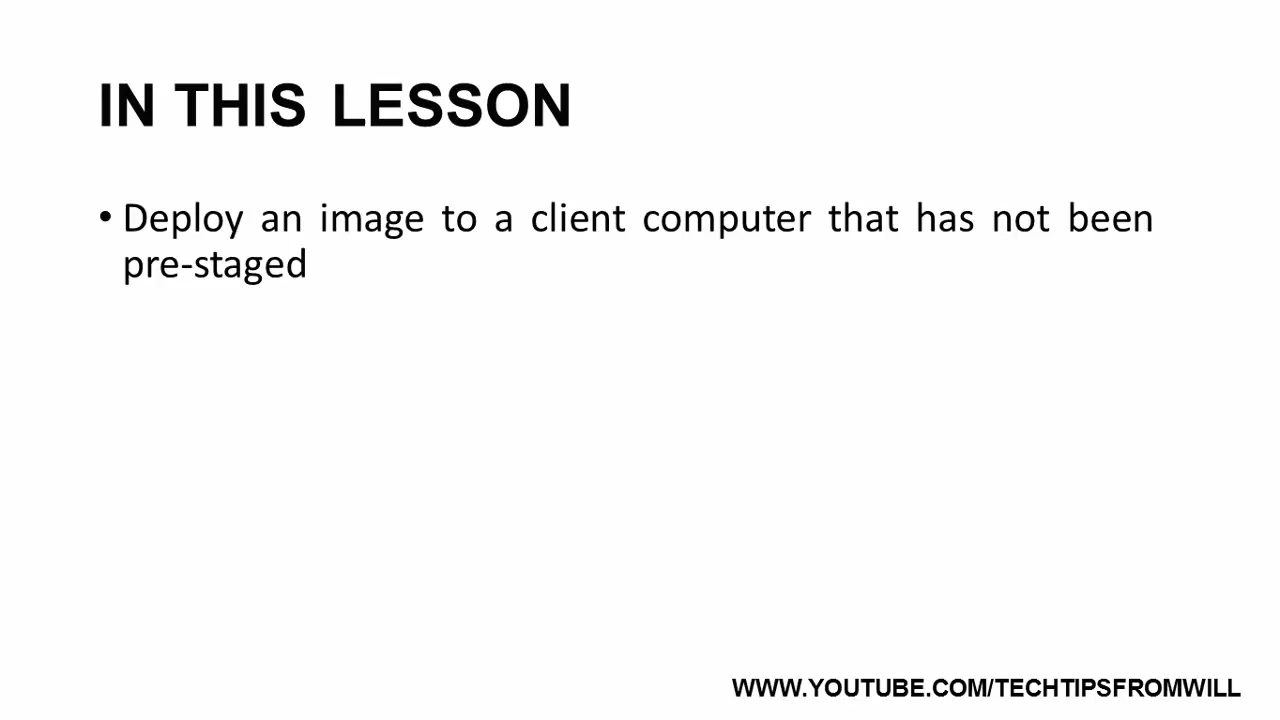 IN THIS LESSON
• Deploy an image to a client computer that has not been
pre-staged
WWW.YOUTUBE.COM/TECHTIPSFROMWILL